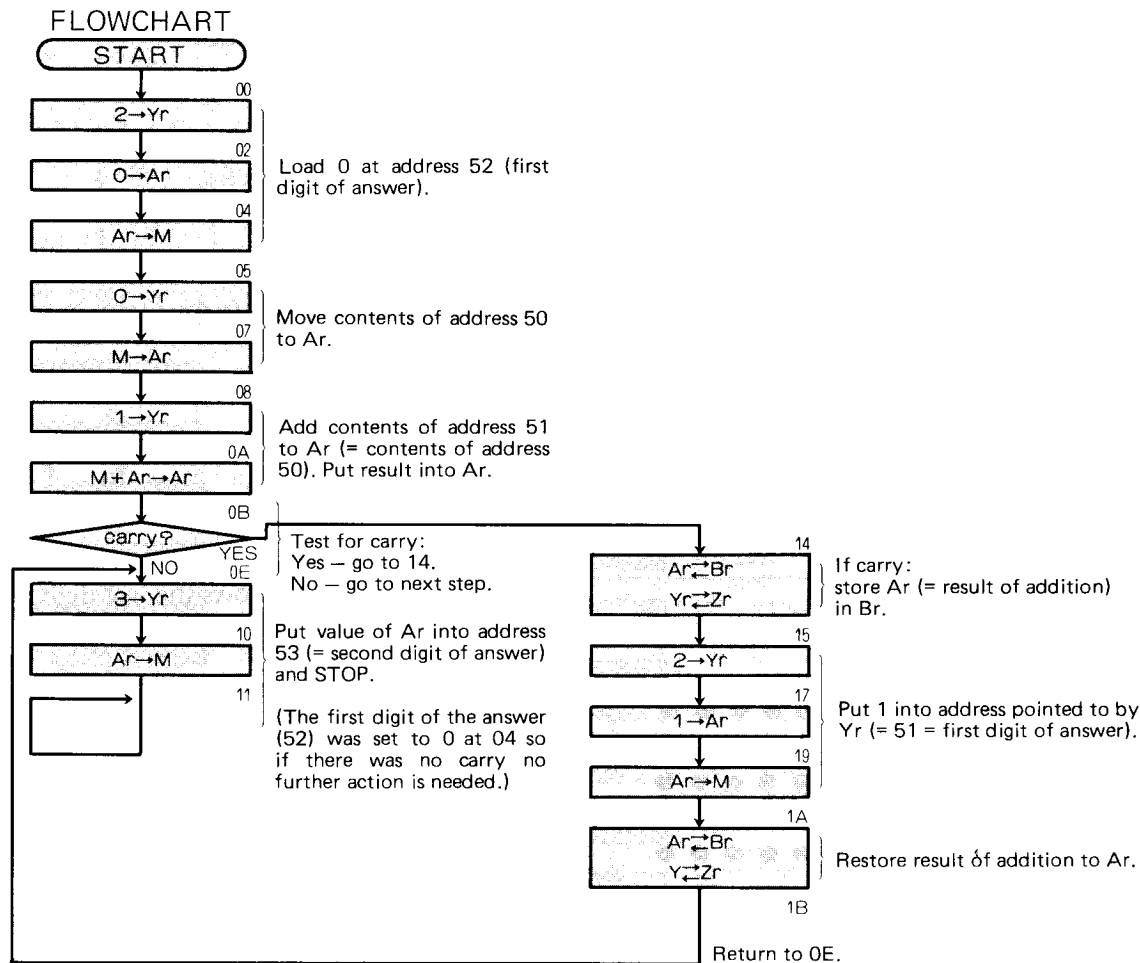 FLOWCHART
START
00
2→Yr
02
0→Ar
04
Ar→M
Load 0 at address 52 (first
digit of answer).
05
0→Yr
07
M→Ar
Move contents of address 50
to Ar.
08
1→Yr
0A
M+Ar→Ar
Add contents of address 51
to Ar (= contents of address
50). Put result into Ar.
0B
carry?
YES
NO
Test for carry:
Yes – go to 14.
No – go to next step.
0E
3→Yr
10
Ar→M
11
Put value of Ar into address
53 (= second digit of answer)
and STOP.
(The first digit of the answer
(52) was set to 0 at 04 so
if there was no carry no
further action is needed.)
14
Ar⇄Br
Yr⇄Zr
If carry:
store Ar (= result of addition)
in Br.
15
2→Yr
17
1→Ar
19
Ar→M
Put 1 into address pointed to by
Yr (= 51 = first digit of answer).
1A
Ar⇄Br
Y⇄Zr
Restore result of addition to Ar.
1B
Return to 0E.